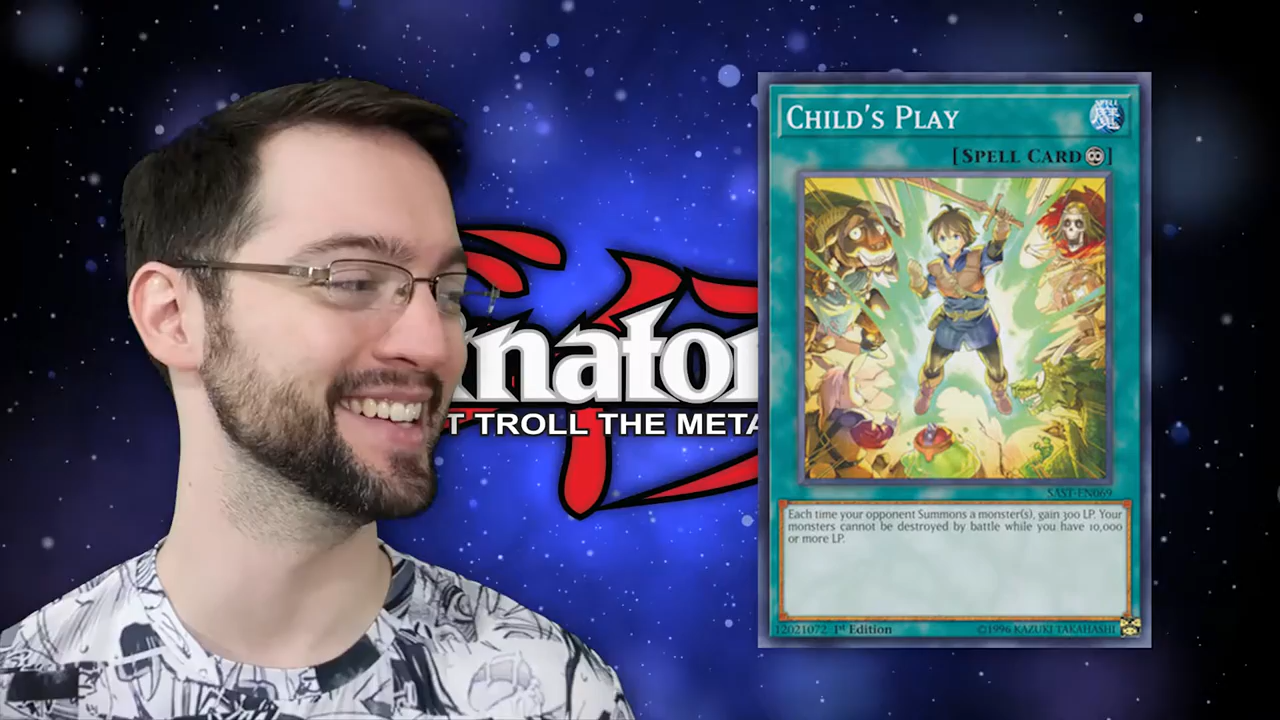 CHILD'S PLAY
[SPELL CARD]
SAST-EN069
Each time your opponent Summons a monster(s), gain 300 LP. Your
monsters cannot be destroyed by battle while you have 10,000
or more LP.
12021072 1st Edition ©1996 KAZUKI TAKAHASHI
nator
T TROLL THE META